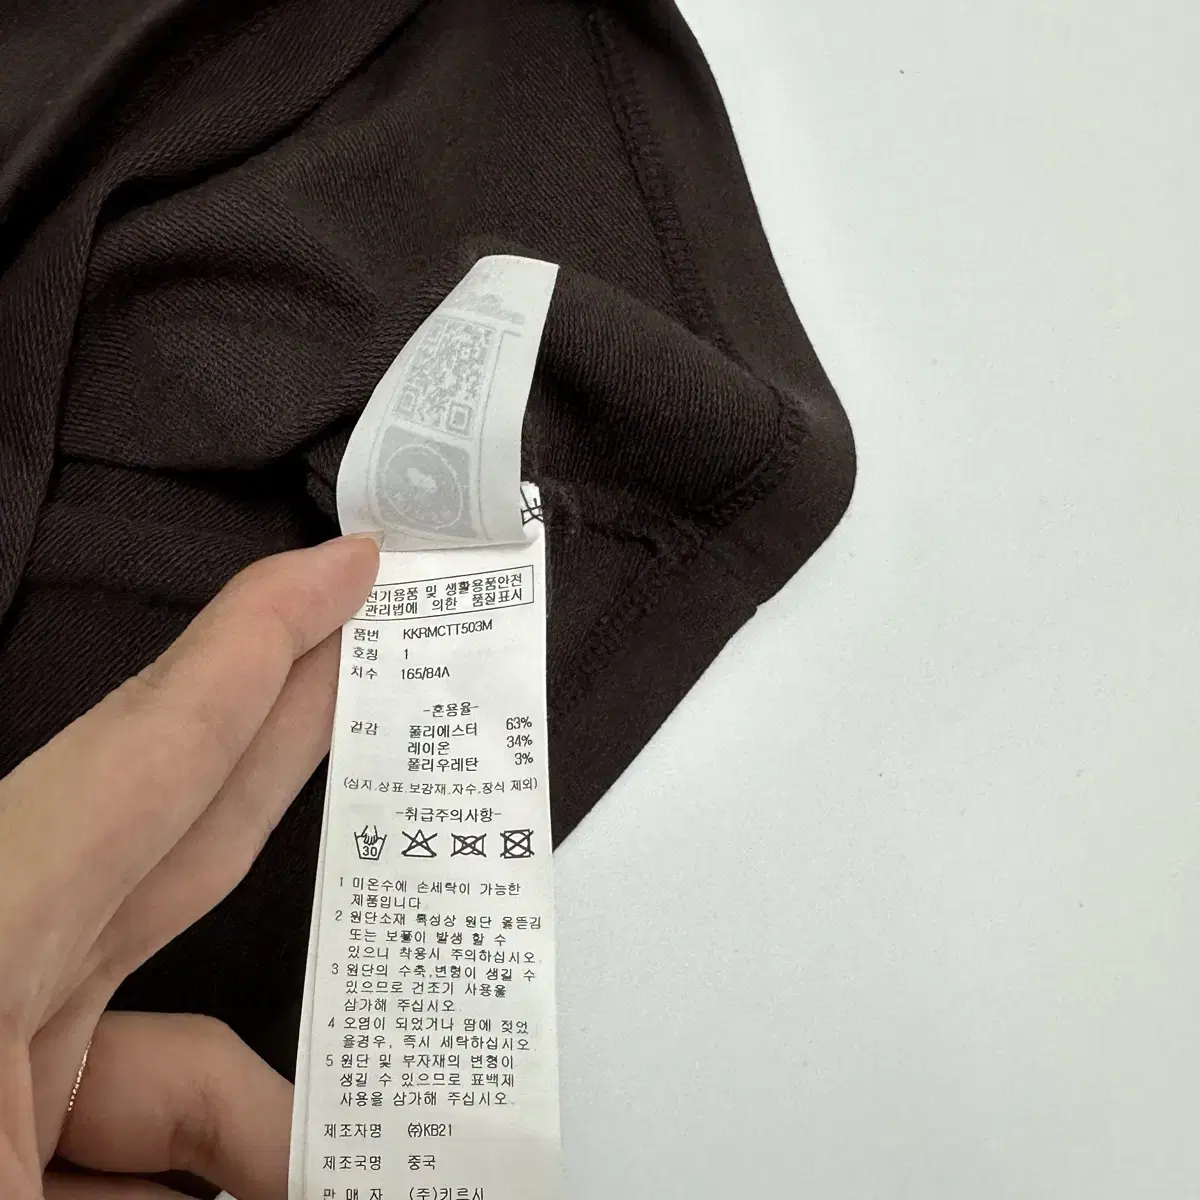 전기용품 및 생활용품안전
관리법에 의한 품질표시
품번 KKRMCTT503M
호칭 1
치수 165/84A
-혼용율-
겉감 폴리에스터 63%
레이온 34%
폴리우레탄 3%
(심지,상표,보강재,자수,장식 제외)
-취급주의사항-
30
1 미온수에 손세탁이 가능한
제품입니다
2 원단소재 특성상 원단 올뜯김
또는 보풀이 발생 할 수
있으니 착용시 주의하십시오.
3 원단의 수축,변형이 생길 수
있으므로 건조기 사용을
삼가해 주십시오.
4 오염이 되었거나 땀에 젖었
을경우, 즉시 세탁하십시오.
5 원단 및 부자재의 변형이
생길 수 있으므로 표백제
사용을 삼가해 주십시오.
제조자명 ㈜KB21
제조국명 중국
판 매 자 (주)키르시